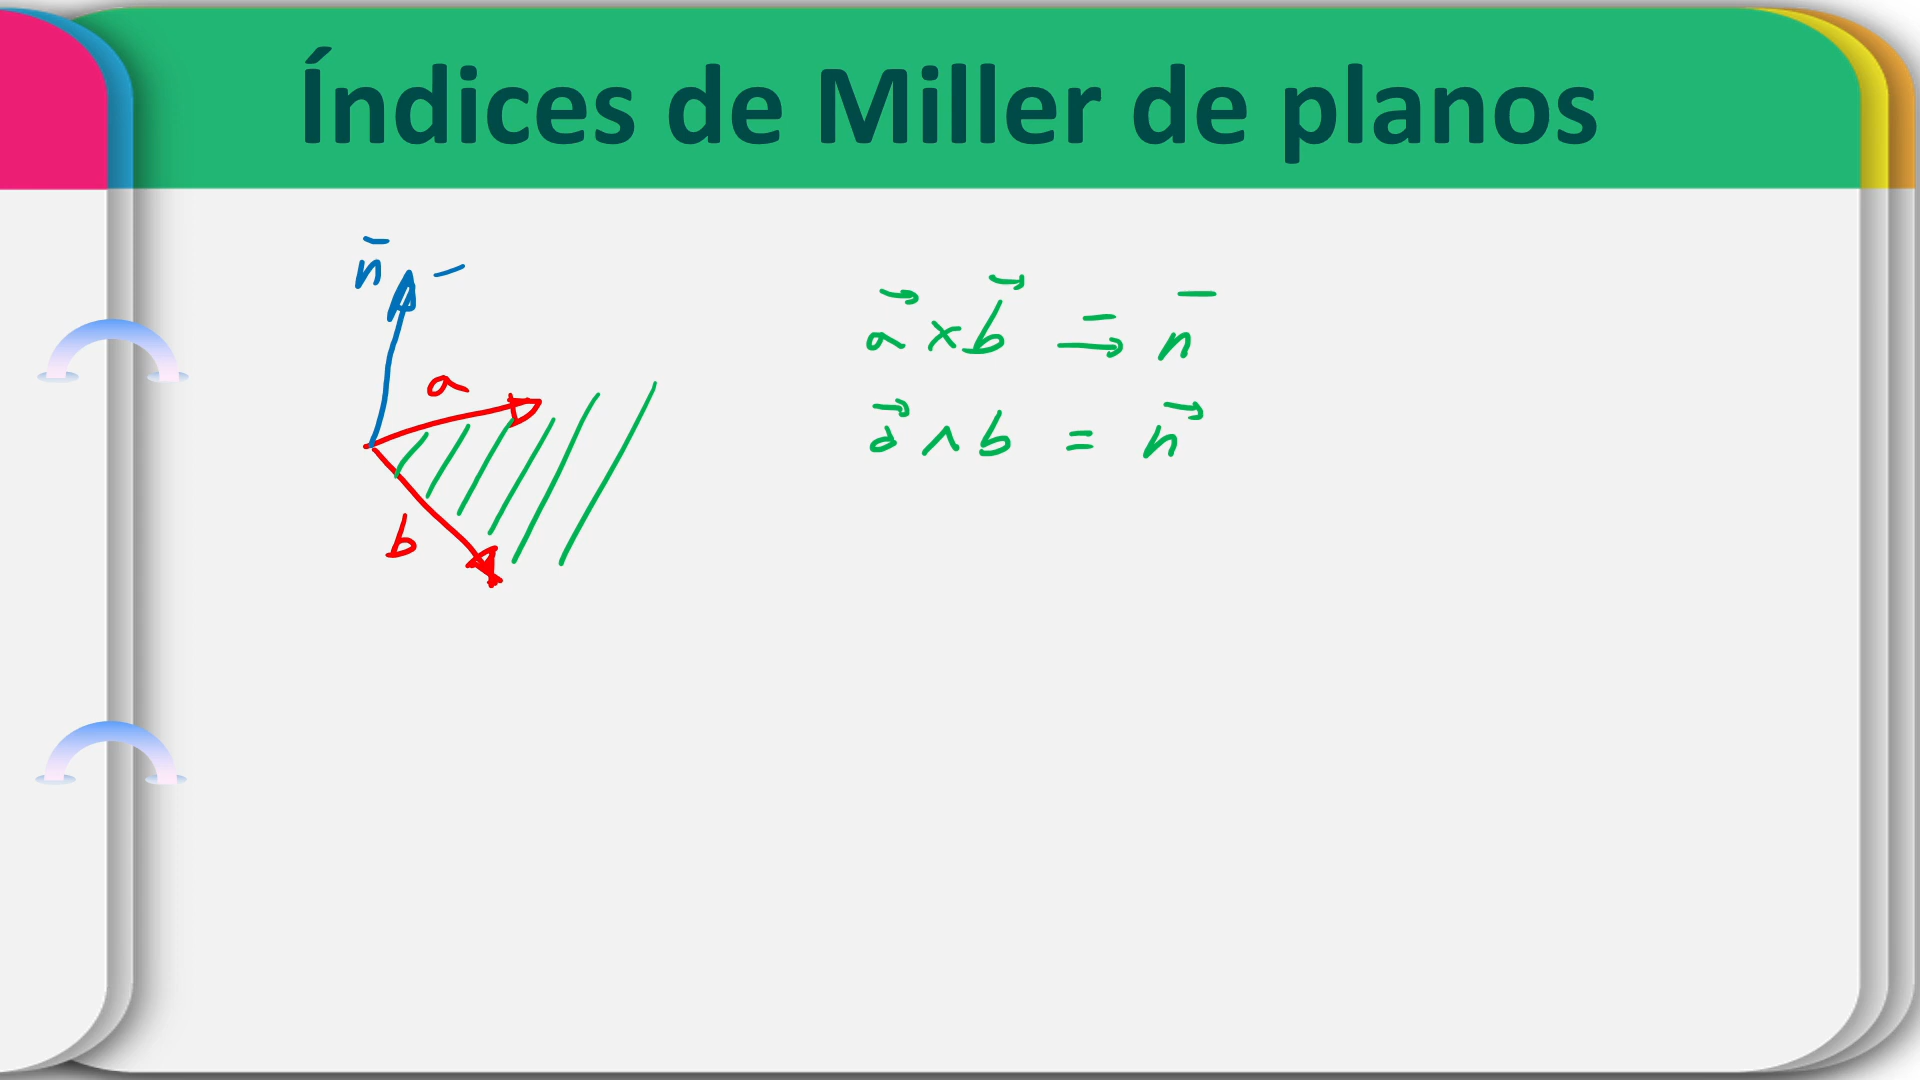 Índices de Miller de planos
n̄
a
b
a⃗ × b⃗ ⇒ n̄
a⃗ ∧ b = n⃗